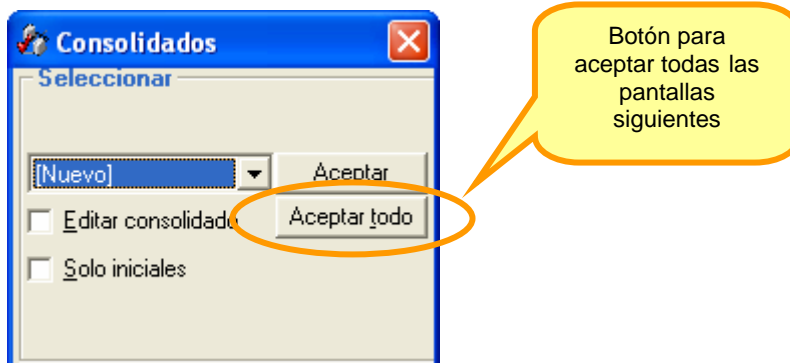 Consolidados
Seleccionar
[Nuevo]
Aceptar
Editar consolidado
Aceptar todo
Solo iniciales
Botón para
aceptar todas las
pantallas
siguientes